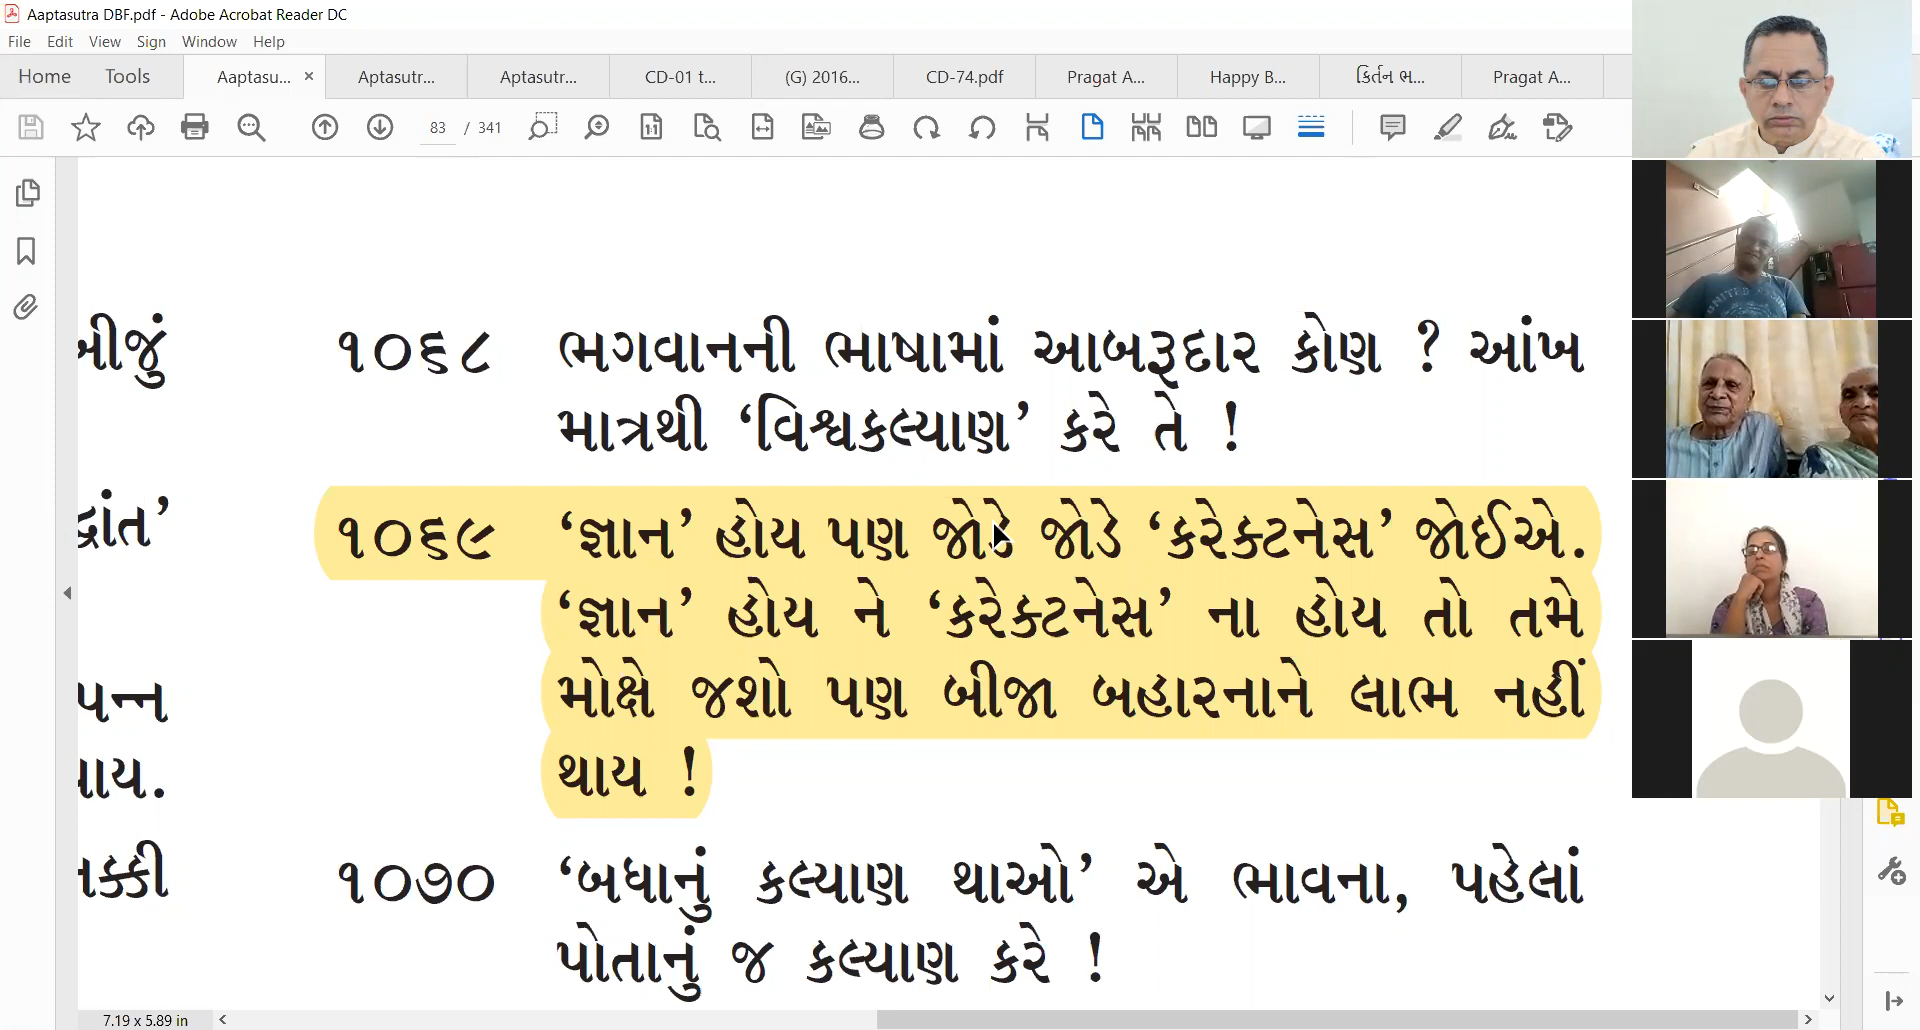 Aaptasutra DBF.pdf - Adobe Acrobat Reader DC
File Edit View Sign Window Help
Home Tools Aaptasu... × Aptasutr... Aptasutr... CD-01 t... (G) 2016... CD-74.pdf Pragat A... Happy B... કિર્તન ભ... Pragat A...
83 / 341
બીજું
૧૦૬૮ ભગવાનની ભાષામાં આબરૂદાર કોણ ? આંખ
માત્રથી ‘વિશ્વકલ્યાણ’ કરે તે !
૧૦૬૯ ‘જ્ઞાન’ હોય પણ જોડે જોડે ‘કરેક્ટનેસ’ જોઈએ.
‘જ્ઞાન’ હોય ને ‘કરેક્ટનેસ’ ના હોય તો તમે
મોક્ષે જશો પણ બીજા બહારનાને લાભ નહીં
થાય !
૧૦૭૦ ‘બધાનું કલ્યાણ થાઓ’ એ ભાવના, પહેલાં
પોતાનું જ કલ્યાણ કરે !
7.19 x 5.89 in